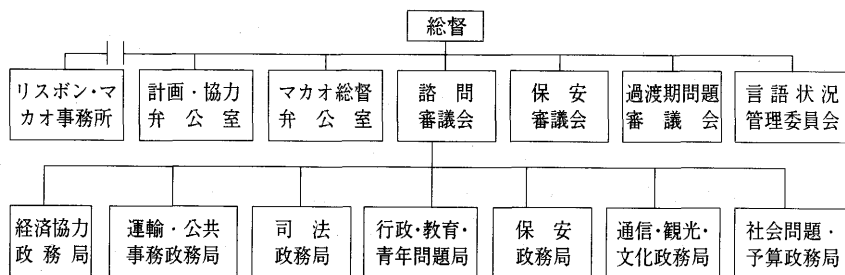 総督
リスボン・マ
カオ事務所
計画・協力
弁公室
マカオ総督
弁公室
諮問
審議会
保安
審議会
過渡期問題
審議会
言語状況
管理委員会
経済協力
政務局
運輸・公共
事務政務局
司法
政務局
行政・教育・
青年問題局
保安
政務局
通信・観光・
文化政務局
社会問題・
予算政務局